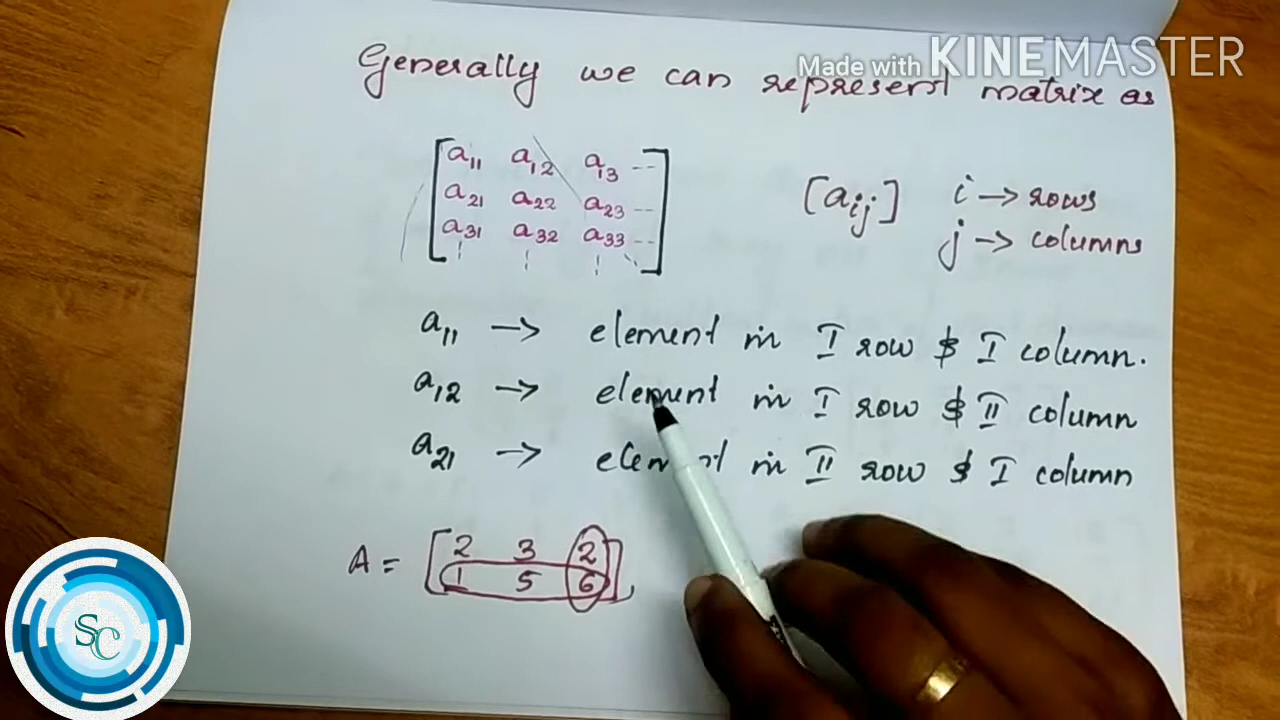 Made with KINEMASTER
Generally we can represent matrix as
a11 a12 a13 --
a21 a22 a23 --
a31 a32 a33 --
[aij] i → rows
j → columns
a11 → element in I row & I column.
a12 → element in I row & II column
a21 → element in II row & I column
A = [2 3 2
1 5 6]
SC